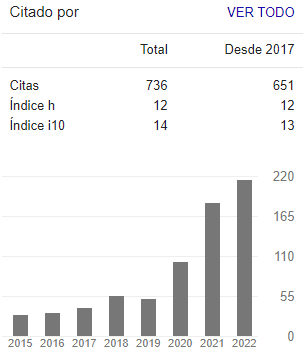 Citado por VER TODO
Total Desde 2017
Citas 736 651
Índice h 12 12
Índice i10 14 13
220
165
110
55
0
2015 2016 2017 2018 2019 2020 2021 2022